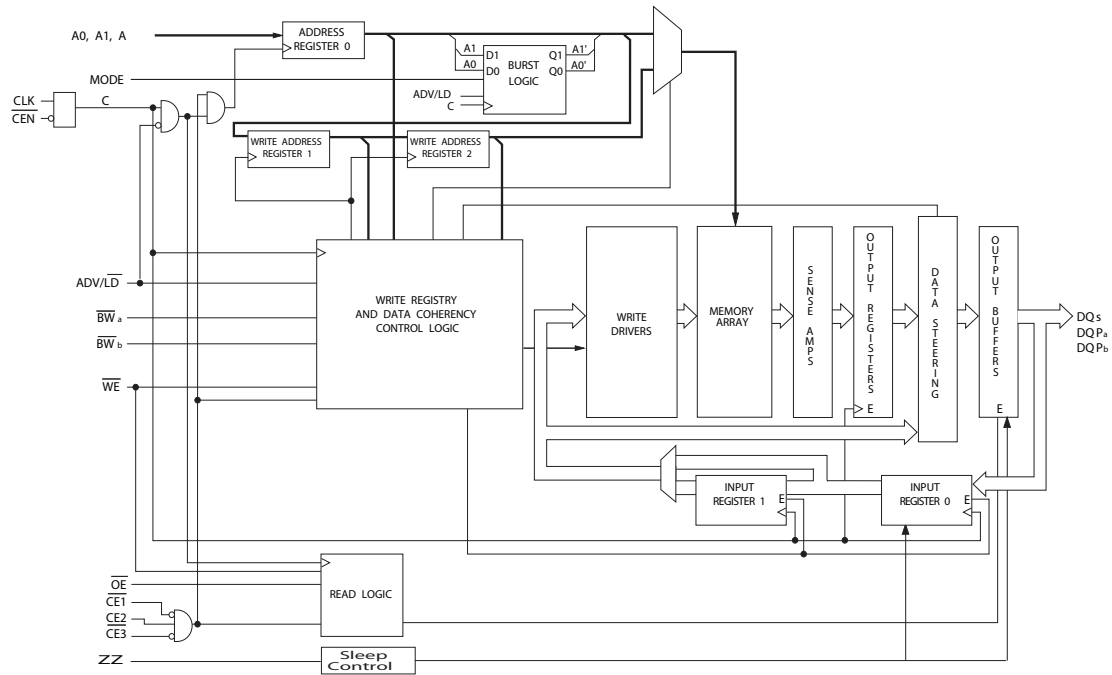 ADDRESS
REGISTER 0
A0, A1, A
A1
D1
Q1
A1'
BURST
LOGIC
A0
D0
Q0
A0'
MODE
ADV/LD
C
CLK
C
CEN
WRITE ADDRESS
REGISTER 1
WRITE ADDRESS
REGISTER 2
ADV/LD
BW a
BW b
WE
WRITE REGISTRY
AND DATA COHERENCY
CONTROL LOGIC
WRITE
DRIVERS
MEMORY
ARRAY
SENSE AMPS
OUTPUT REGISTERS
E
DATA STEERING
OUTPUT BUFFERS
E
DQs
DQPa
DQPb
INPUT
REGISTER 1
E
INPUT
REGISTER 0
E
OE
CE1
CE2
CE3
READ LOGIC
ZZ
Sleep
Control